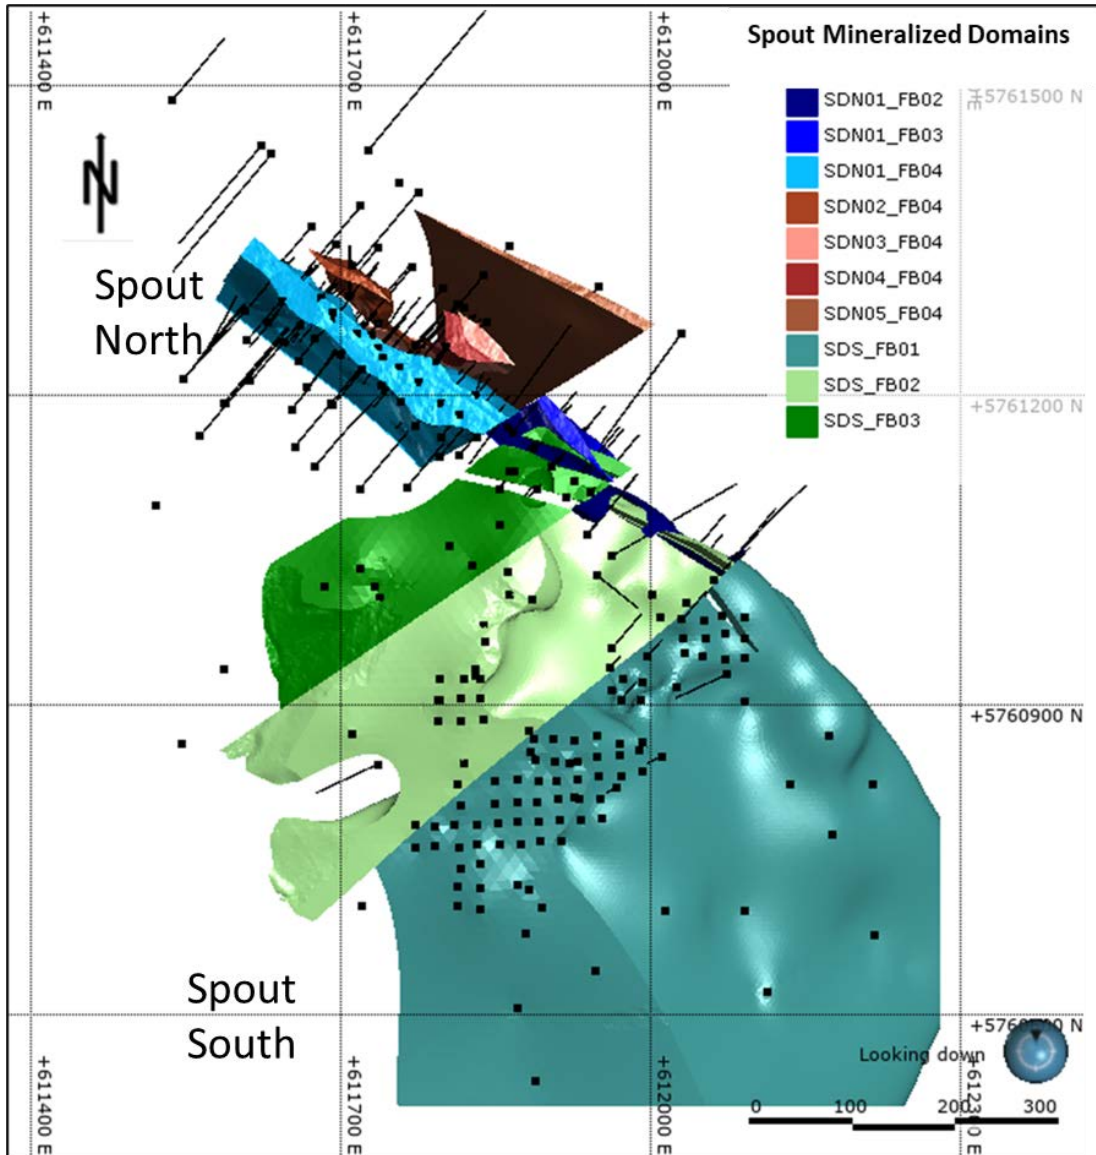 +611400 E
+611700 E
+612000 E
Spout Mineralized Domains
+5761500 N
N
SDN01_FB02
SDN01_FB03
SDN01_FB04
SDN02_FB04
SDN03_FB04
SDN04_FB04
SDN05_FB04
SDS_FB01
SDS_FB02
SDS_FB03
Spout
North
+5761200 N
+5760900 N
Spout
South
Looking down
+611400 E
+611700 E
+612000 E
0 100 200 300